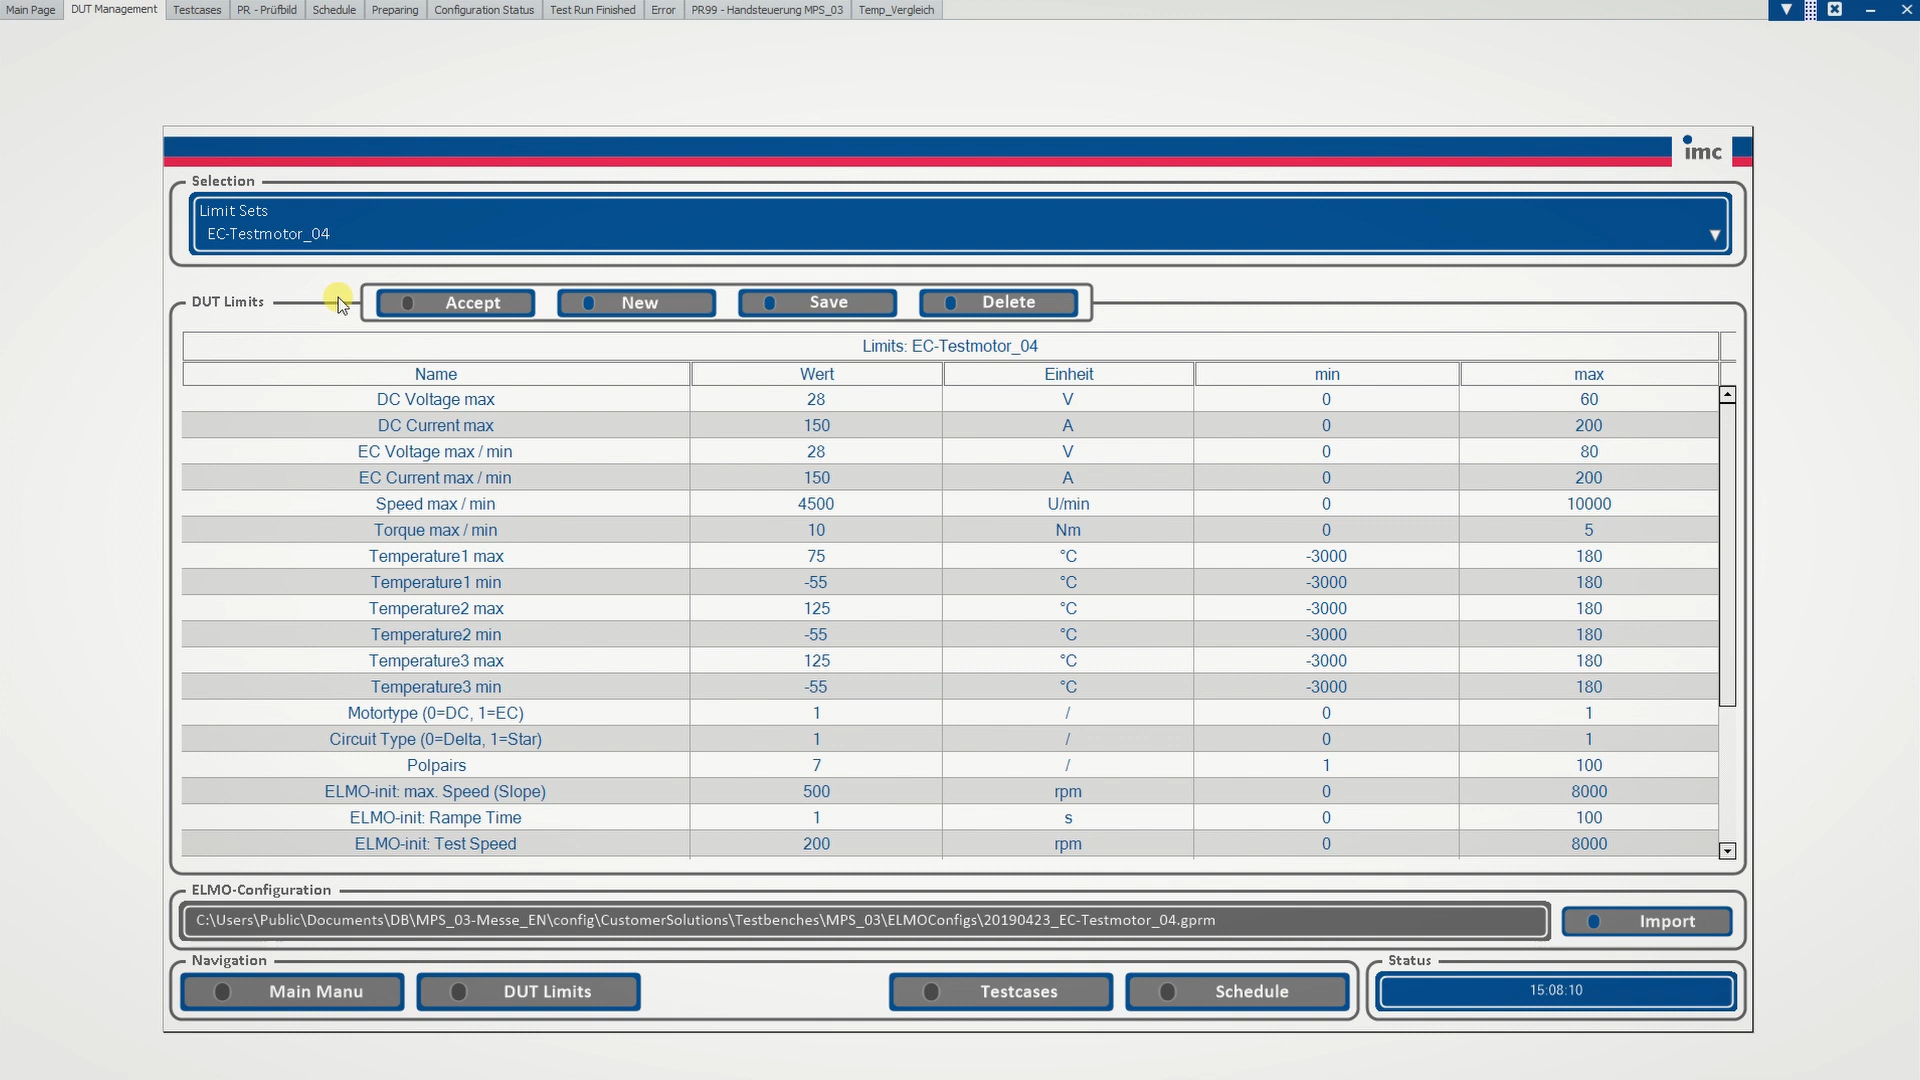 Main Page DUT Management Testcases PR - Prüfbild Schedule Preparing Configuration Status Test Run Finished Error PR99 - Handsteuerung MPS_03 Temp_Vergleich
imc
Selection
Limit Sets
EC-Testmotor_04
DUT Limits Accept New Save Delete
Limits: EC-Testmotor_04
Name Wert Einheit min max
DC Voltage max 28 V 0 60
DC Current max 150 A 0 200
EC Voltage max / min 28 V 0 80
EC Current max / min 150 A 0 200
Speed max / min 4500 U/min 0 10000
Torque max / min 10 Nm 0 5
Temperature1 max 75 °C -3000 180
Temperature1 min -55 °C -3000 180
Temperature2 max 125 °C -3000 180
Temperature2 min -55 °C -3000 180
Temperature3 max 125 °C -3000 180
Temperature3 min -55 °C -3000 180
Motortype (0=DC, 1=EC) 1 / 0 1
Circuit Type (0=Delta, 1=Star) 1 / 0 1
Polpairs 7 / 1 100
ELMO-init: max. Speed (Slope) 500 rpm 0 8000
ELMO-init: Rampe Time 1 s 0 100
ELMO-init: Test Speed 200 rpm 0 8000
ELMO-Configuration
C:\Users\Public\Documents\DB\MPS_03-Messe_EN\config\CustomerSolutions\Testbenches\MPS_03\ELMOConfigs\20190423_EC-Testmotor_04.gprm Import
Navigation Status
Main Manu DUT Limits Testcases Schedule 15:08:10